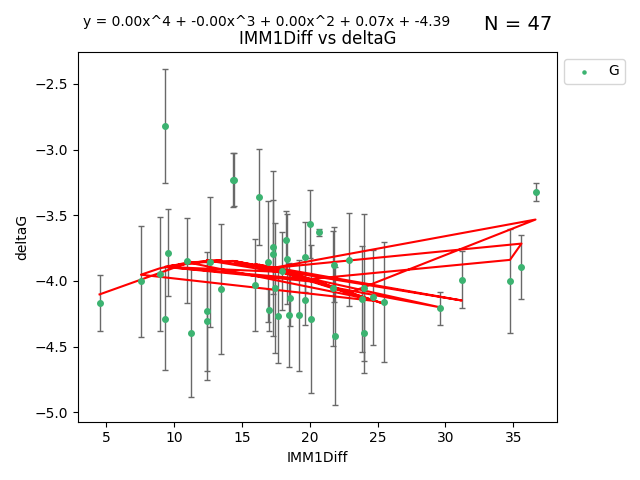 y = 0.00x^4 + -0.00x^3 + 0.00x^2 + 0.07x + -4.39
N = 47
IMM1Diff vs deltaG
G
deltaG
−2.5
−3.0
−3.5
−4.0
−4.5
−5.0
5 10 15 20 25 30 35
IMM1Diff